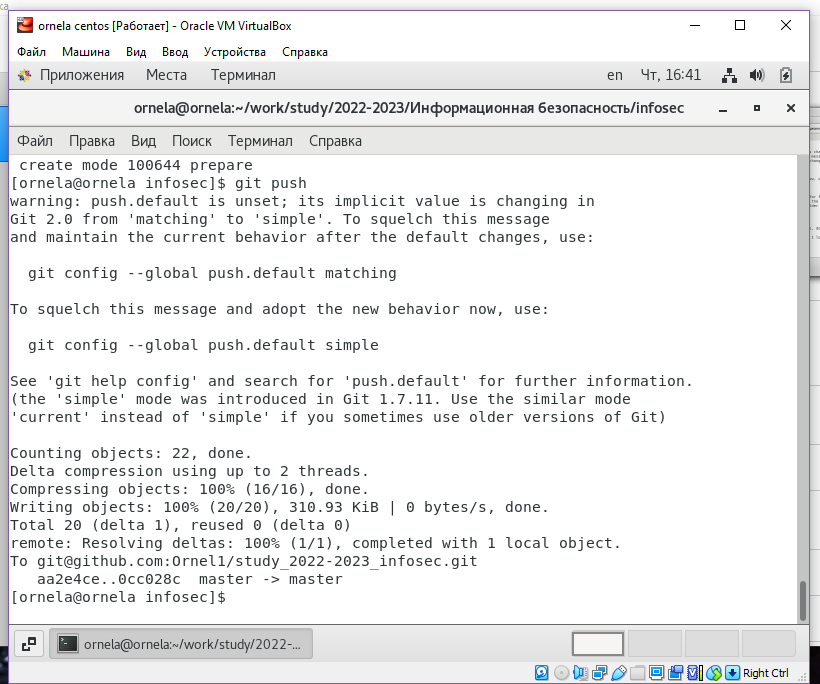 ornela centos [Работает] - Oracle VM VirtualBox
Файл Машина Вид Ввод Устройства Справка
Приложения Места Терминал en Чт, 16:41
ornela@ornela:~/work/study/2022-2023/Информационная безопасность/infosec
Файл Правка Вид Поиск Терминал Справка
create mode 100644 prepare
[ornela@ornela infosec]$ git push
warning: push.default is unset; its implicit value is changing in
Git 2.0 from 'matching' to 'simple'. To squelch this message
and maintain the current behavior after the default changes, use:
git config --global push.default matching
To squelch this message and adopt the new behavior now, use:
git config --global push.default simple
See 'git help config' and search for 'push.default' for further information.
(the 'simple' mode was introduced in Git 1.7.11. Use the similar mode
'current' instead of 'simple' if you sometimes use older versions of Git)
Counting objects: 22, done.
Delta compression using up to 2 threads.
Compressing objects: 100% (16/16), done.
Writing objects: 100% (20/20), 310.93 KiB | 0 bytes/s, done.
Total 20 (delta 1), reused 0 (delta 0)
remote: Resolving deltas: 100% (1/1), completed with 1 local object.
To git@github.com:Ornel1/study_2022-2023_infosec.git
aa2e4ce..0cc028c master -> master
[ornela@ornela infosec]$
ornela@ornela:~/work/study/2022-...
Right Ctrl